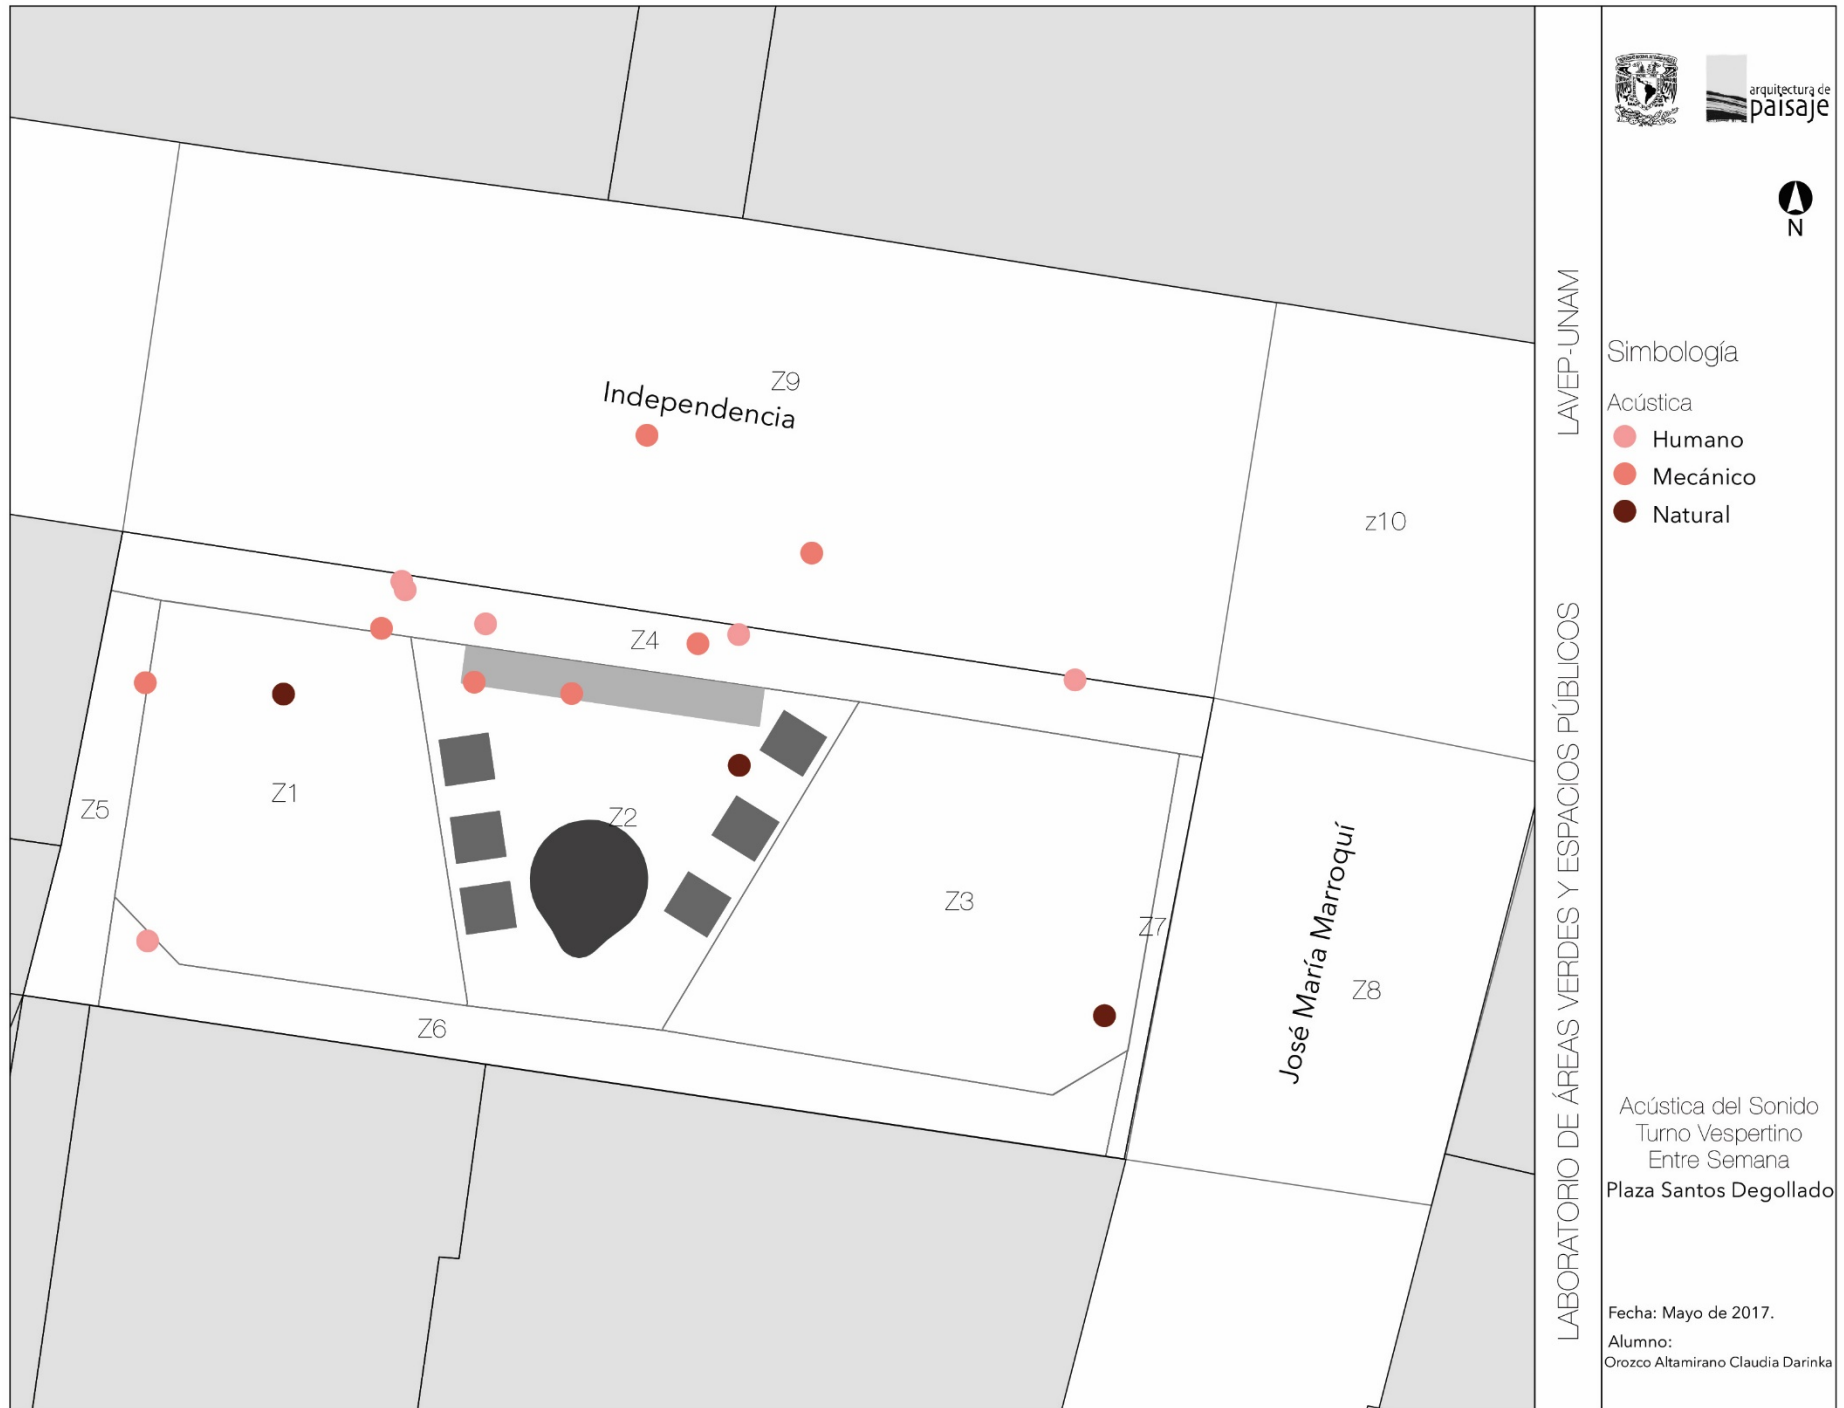 Z9
Independencia
z10
Z4
Z1
Z5
Z2
Z3
Z7
Z8
José María Marroquí
Z6
LAVEP-UNAM
LABORATORIO DE ÁREAS VERDES Y ESPACIOS PÚBLICOS
arquitectura de
paisaje
N
Simbología
Acústica
Humano
Mecánico
Natural
Acústica del Sonido
Turno Vespertino
Entre Semana
Plaza Santos Degollado
Fecha: Mayo de 2017.
Alumno:
Orozco Altamirano Claudia Darinka